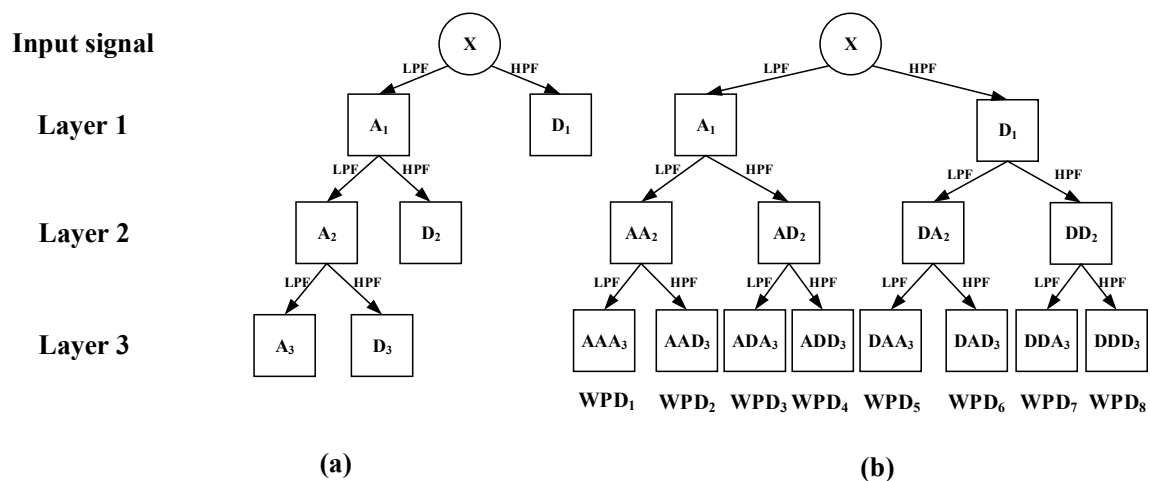 Input signal
X
X
LPF HPF
LPF HPF
Layer 1
A₁ D₁
A₁ D₁
LPF HPF
LPF HPF
LPF HPF
Layer 2
A₂ D₂
AA₂ AD₂ DA₂ DD₂
LPF HPF
LPF HPF LPF HPF LPF HPF LPF HPF
Layer 3
A₃ D₃
AAA₃ AAD₃ ADA₃ ADD₃ DAA₃ DAD₃ DDA₃ DDD₃
WPD₁ WPD₂ WPD₃ WPD₄ WPD₅ WPD₆ WPD₇ WPD₈
(a)
(b)